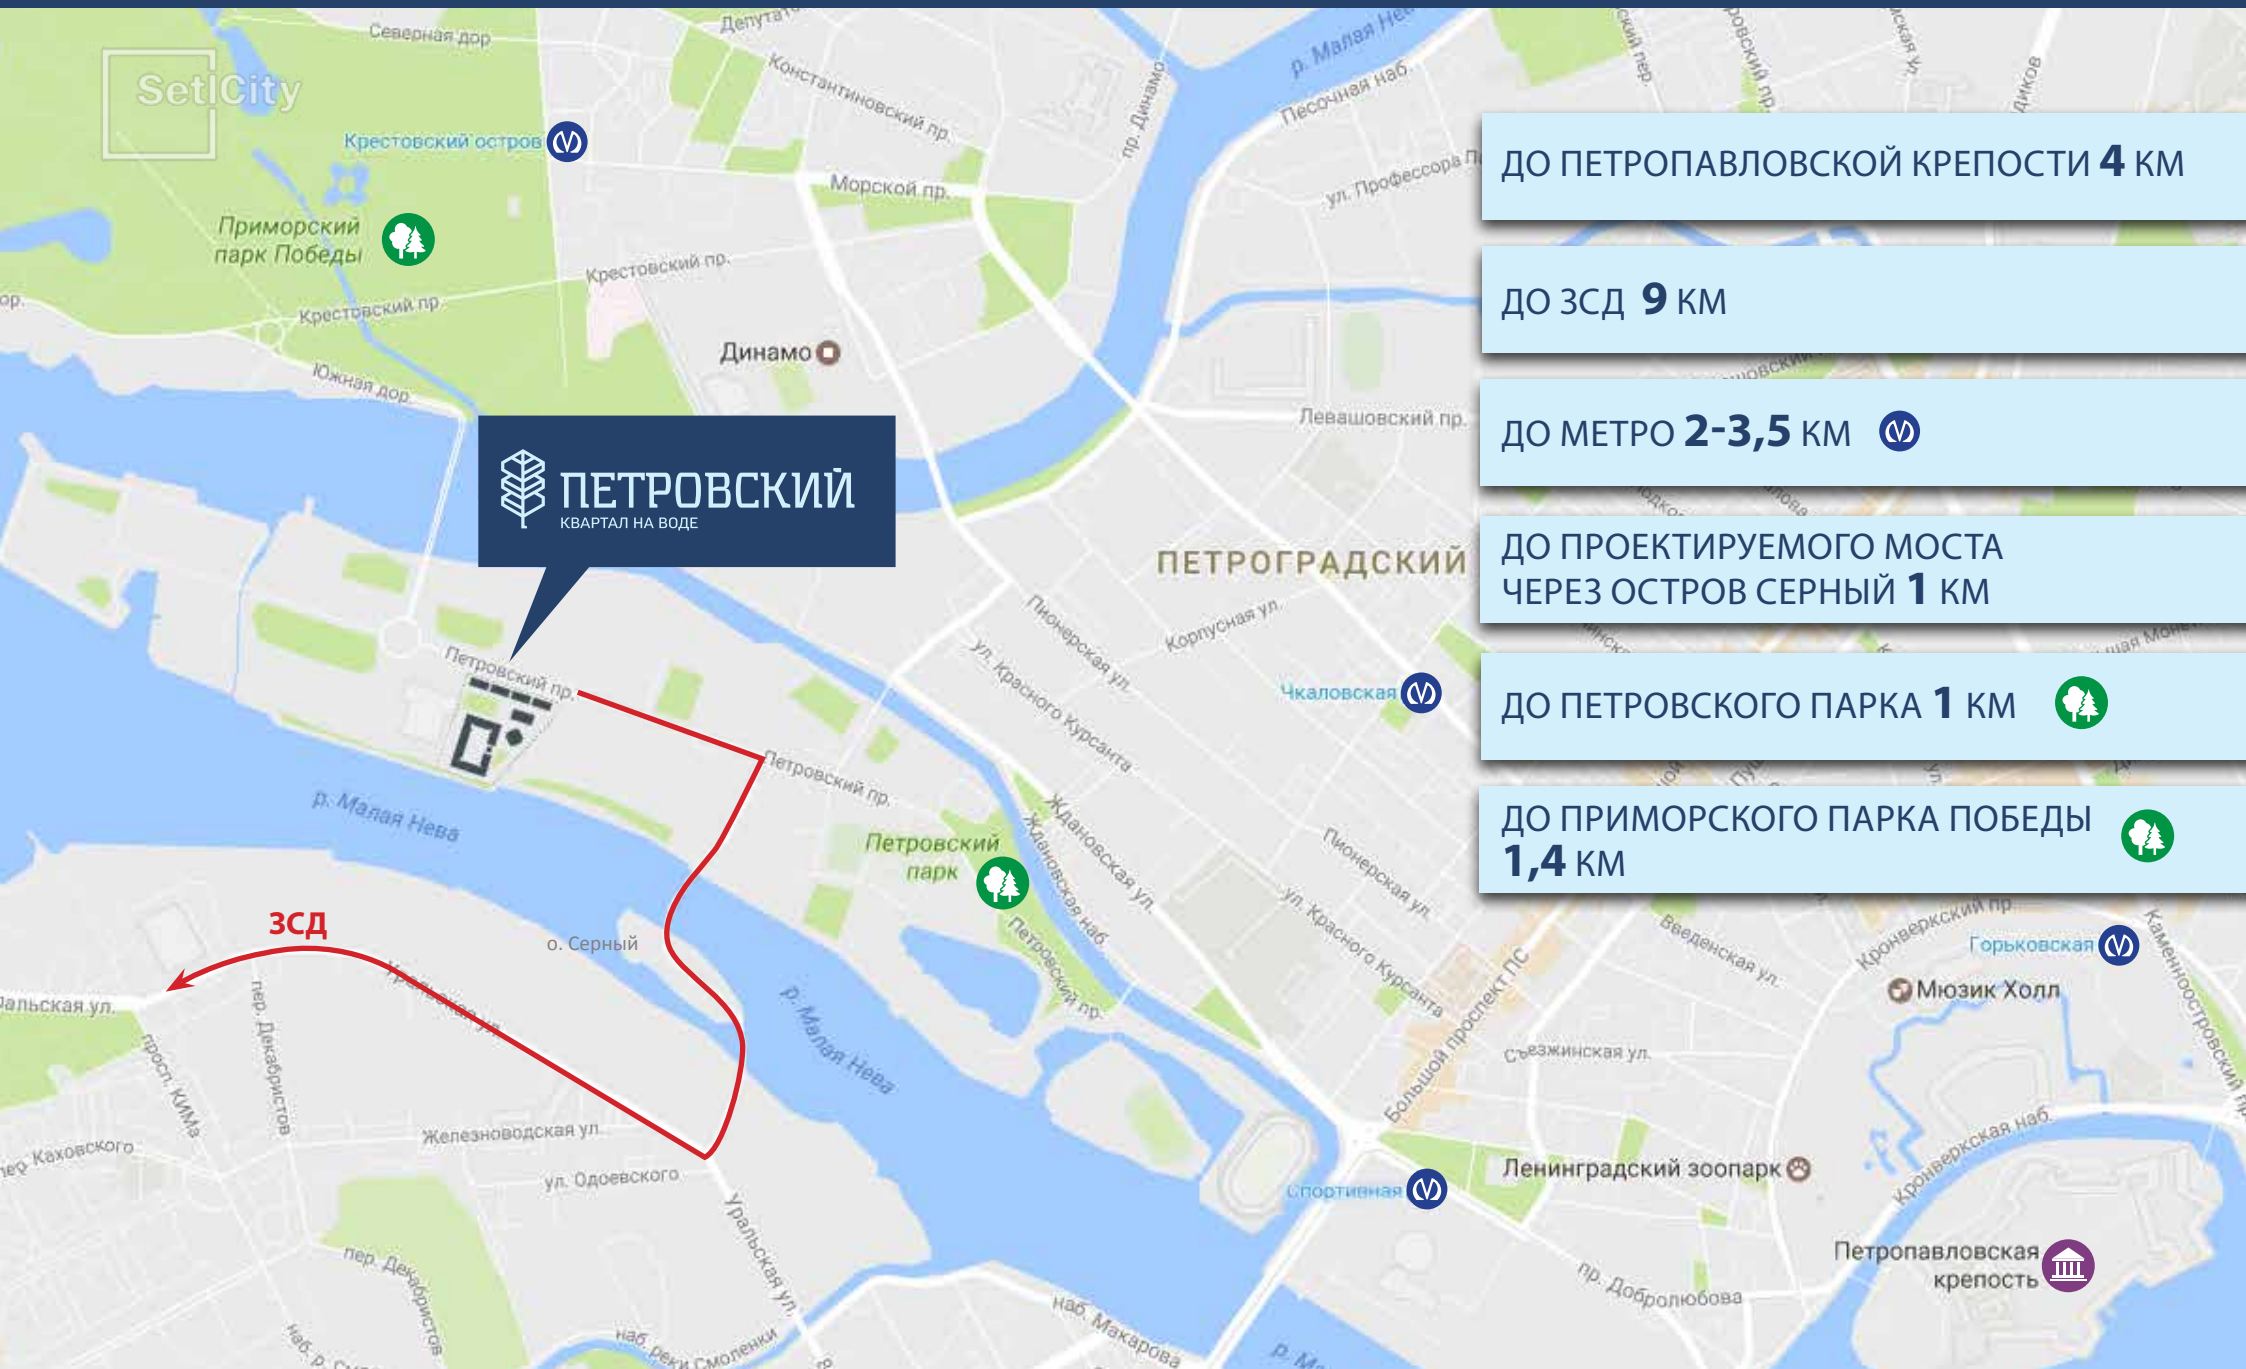 Северная дор
Депутатс
SetlCity
Константиновский пр.
пр. Динамо
р. Малая Нев
Песочная наб.
Крестовский остров
Морской пр.
ул. Профессора П
Приморский
парк Победы
Крестовский пр.
Крестовский пр.
Южная дор.
Динамо
Левашовский пр.
ПЕТРОВСКИЙ
КВАРТАЛ НА ВОДЕ
ДО ПЕТРОПАВЛОВСКОЙ КРЕПОСТИ 4 КМ
ДО ЗСД 9 КМ
ДО МЕТРО 2-3,5 КМ
ДО ПРОЕКТИРУЕМОГО МОСТА
ЧЕРЕЗ ОСТРОВ СЕРНЫЙ 1 КМ
ДО ПЕТРОВСКОГО ПАРКА 1 КМ
ДО ПРИМОРСКОГО ПАРКА ПОБЕДЫ
1,4 КМ
ПЕТРОГРАДСКИЙ
Пионерская ул.
Корпусная ул.
ул. Красного Курсанта
Чкаловская
Петровский пр.
Петровский пр.
р. Малая Нева
Петровский
парк
Ждановская ул.
Ждановская наб.
Петровский пр.
Пионерская ул.
ул. Красного Курсанта
Большой проспект ПС
Введенская ул.
Кронверкский пр.
Горьковская
Каменноостровский пр.
Мюзик Холл
ЗСД
о. Серный
Уральская ул.
альская ул.
пер. Декабристов
просп. КИМа
р. Малая Нева
Съезжинская ул.
Железноводская ул.
ул. Одоевского
пер. Каховского
Уральская ул.
Спортивная
Ленинградский зоопарк
Кронверкская наб.
Петропавловская
крепость
пр. Добролюбова
пер. Декабристов
наб. реки Смоленки
наб. Макарова